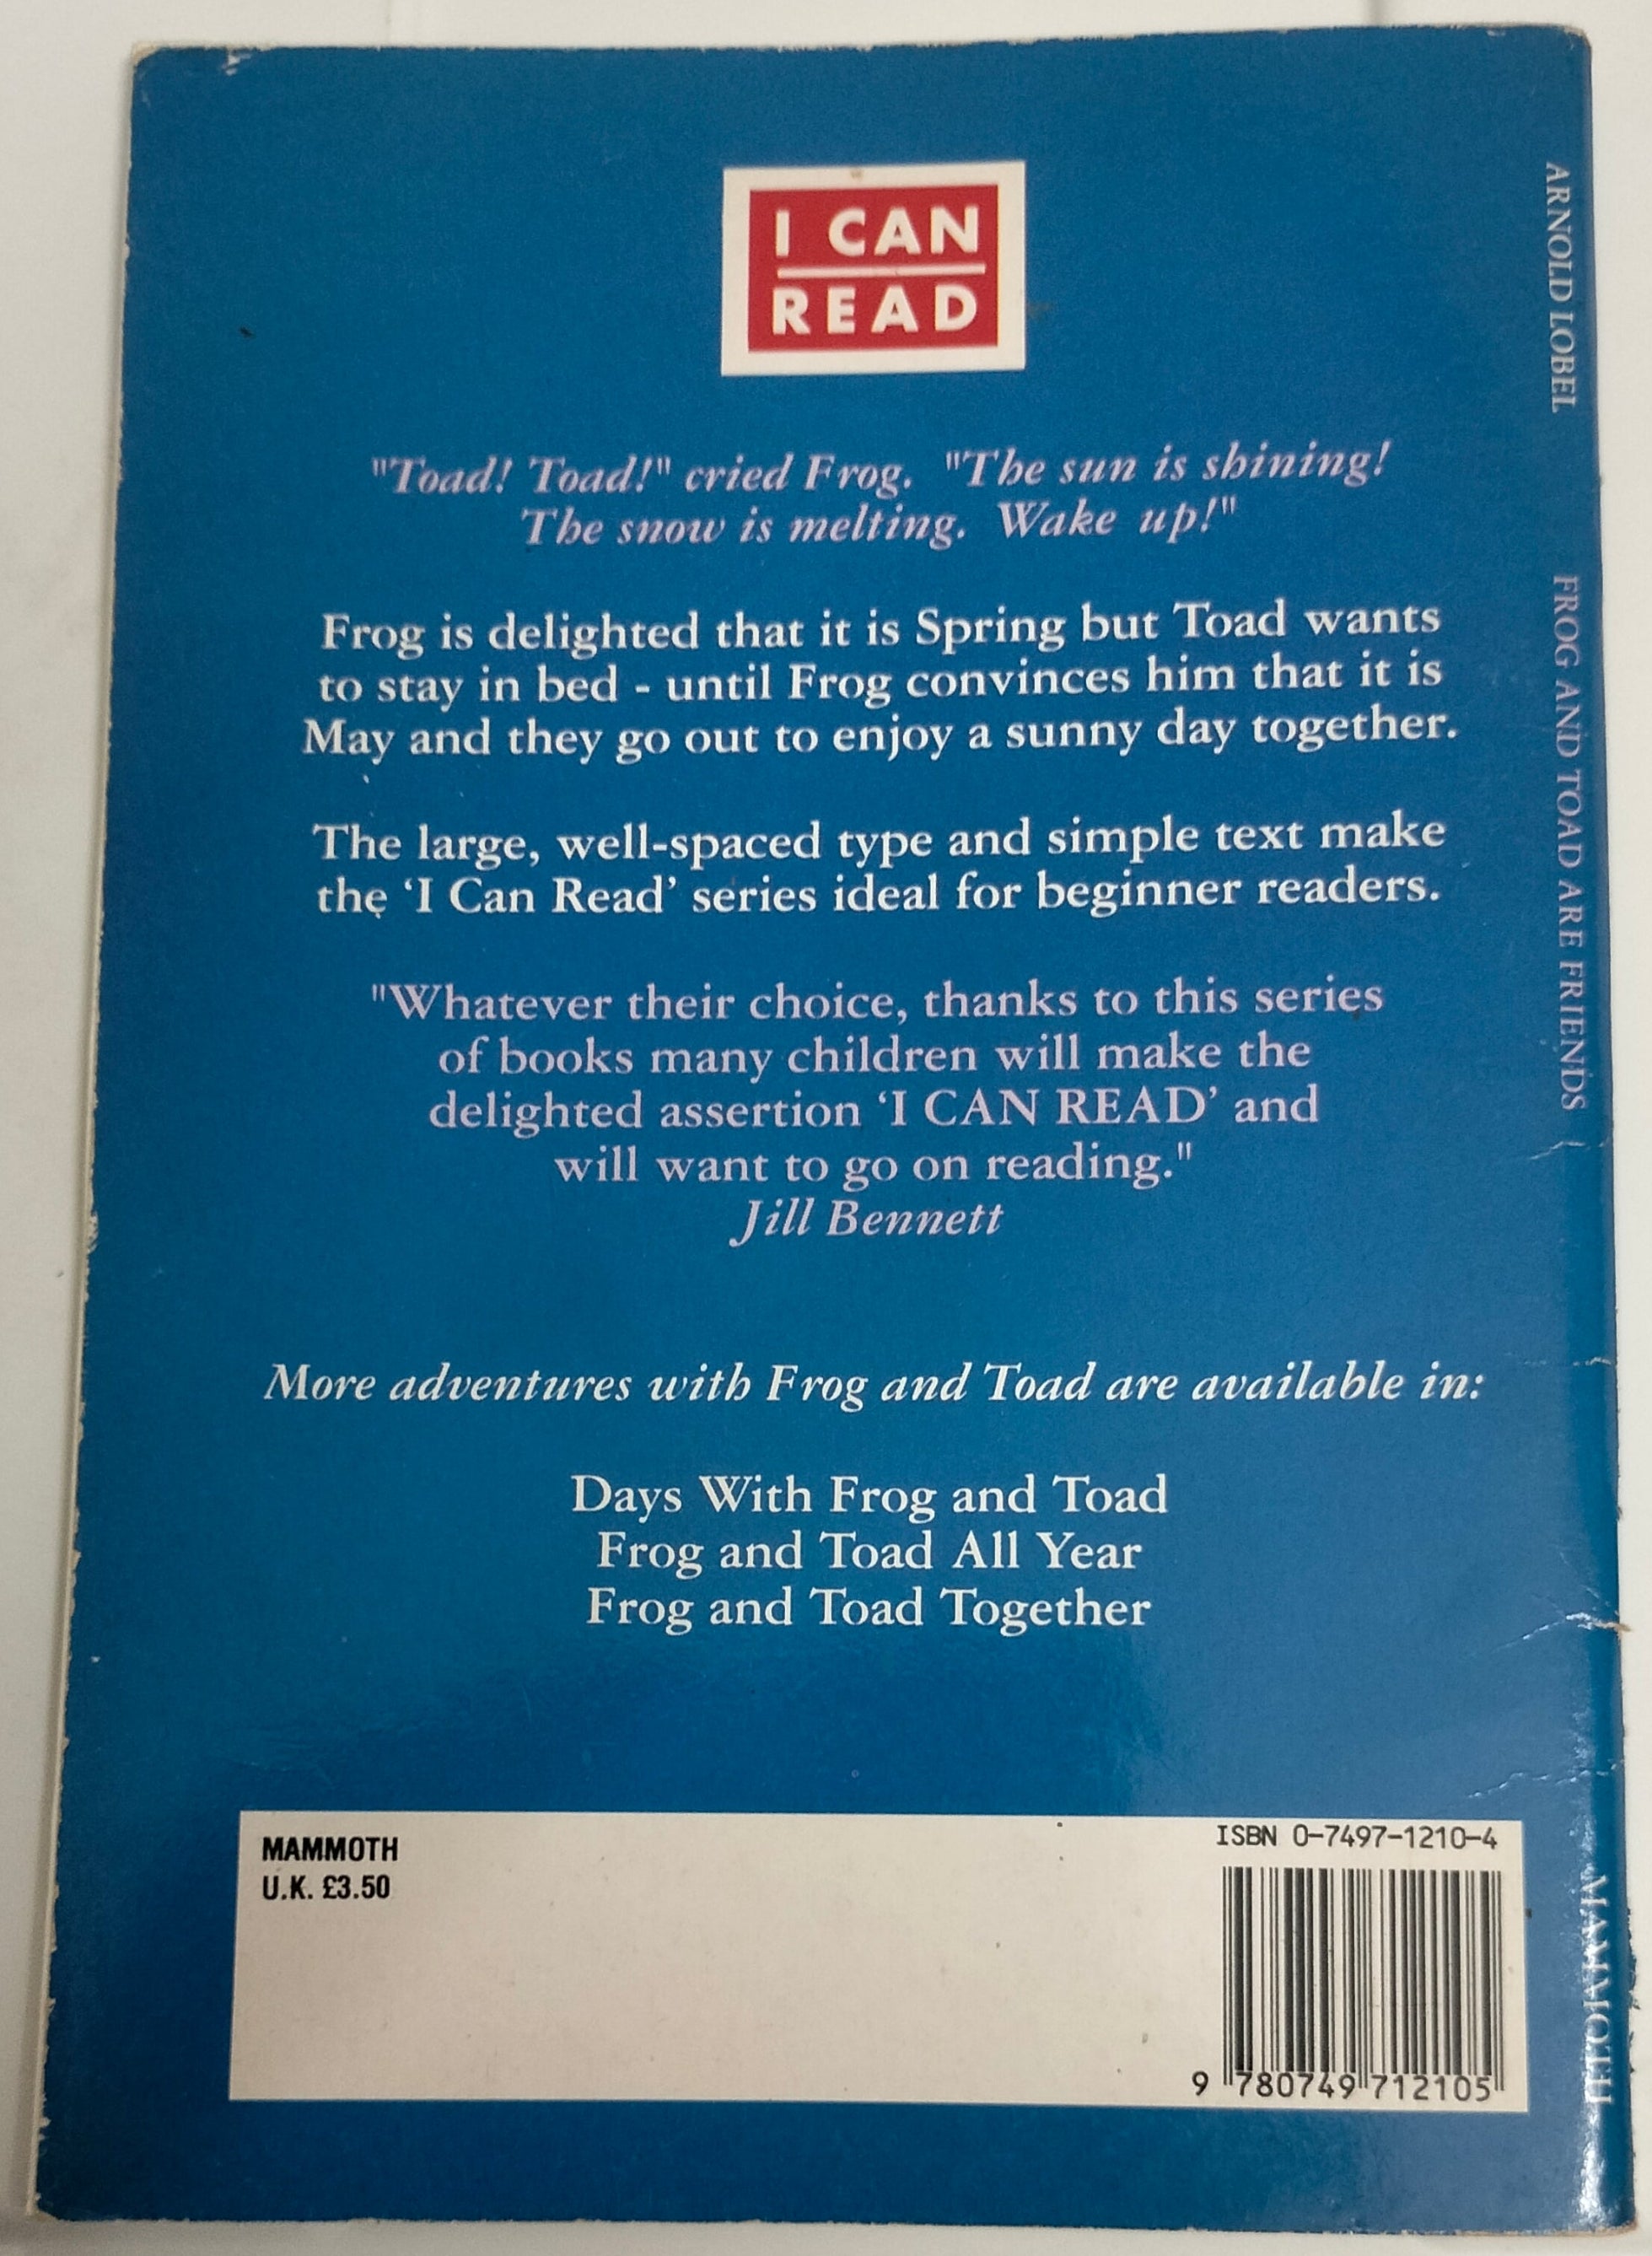 I CAN
READ
"Toad! Toad!" cried Frog. "The sun is shining!
The snow is melting. Wake up!"
Frog is delighted that it is Spring but Toad wants
to stay in bed - until Frog convinces him that it is
May and they go out to enjoy a sunny day together.
The large, well-spaced type and simple text make
the ‘I Can Read’ series ideal for beginner readers.
"Whatever their choice, thanks to this series
of books many children will make the
delighted assertion ‘I CAN READ’ and
will want to go on reading."
Jill Bennett
More adventures with Frog and Toad are available in:
Days With Frog and Toad
Frog and Toad All Year
Frog and Toad Together
MAMMOTH
U.K. £3.50
ISBN 0-7497-1210-4
9 780749 712105
ARNOLD LOBEL
FROG AND TOAD ARE FRIENDS
MAMMOTH